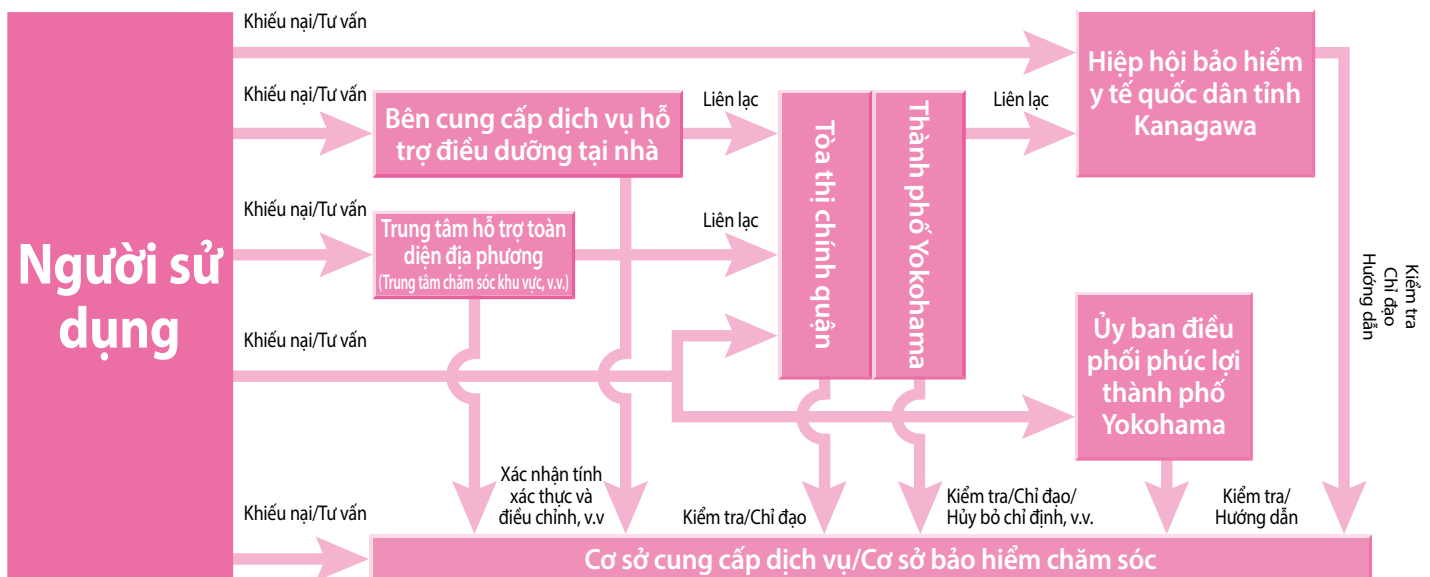 Người sử
dụng
Khiếu nại/Tư vấn
Hiệp hội bảo hiểm
y tế quốc dân tỉnh
Kanagawa
Khiếu nại/Tư vấn
Bên cung cấp dịch vụ hỗ
trợ điều dưỡng tại nhà
Liên lạc
Tòa thị chính quận
Thành phố Yokohama
Liên lạc
Khiếu nại/Tư vấn
Trung tâm hỗ trợ toàn
diện địa phương
(Trung tâm chăm sóc khu vực, v.v.)
Liên lạc
Kiểm tra
Chỉ đạo
Hướng dẫn
Khiếu nại/Tư vấn
Ủy ban điều
phối phúc lợi
thành phố
Yokohama
Xác nhận tính
xác thực và
điều chỉnh, v.v
Kiểm tra/Chỉ đạo
Kiểm tra/Chỉ đạo/
Hủy bỏ chỉ định, v.v.
Kiểm tra/
Hướng dẫn
Khiếu nại/Tư vấn
Cơ sở cung cấp dịch vụ/Cơ sở bảo hiểm chăm sóc